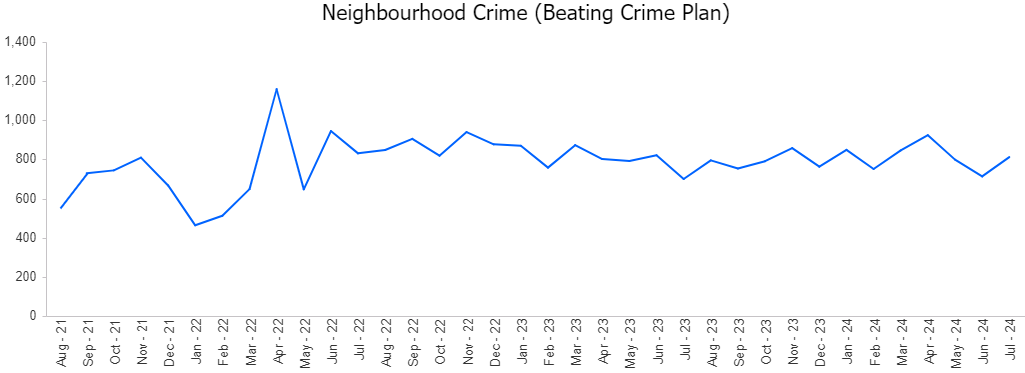 Neighbourhood Crime (Beating Crime Plan)
1,400
1,200
1,000
800
600
400
200
0
Aug - 21
Sep - 21
Oct - 21
Nov - 21
Dec - 21
Jan - 22
Feb - 22
Mar - 22
Apr - 22
May - 22
Jun - 22
Jul - 22
Aug - 22
Sep - 22
Oct - 22
Nov - 22
Dec - 22
Jan - 23
Feb - 23
Mar - 23
Apr - 23
May - 23
Jun - 23
Jul - 23
Aug - 23
Sep - 23
Oct - 23
Nov - 23
Dec - 23
Jan - 24
Feb - 24
Mar - 24
Apr - 24
May - 24
Jun - 24
Jul - 24